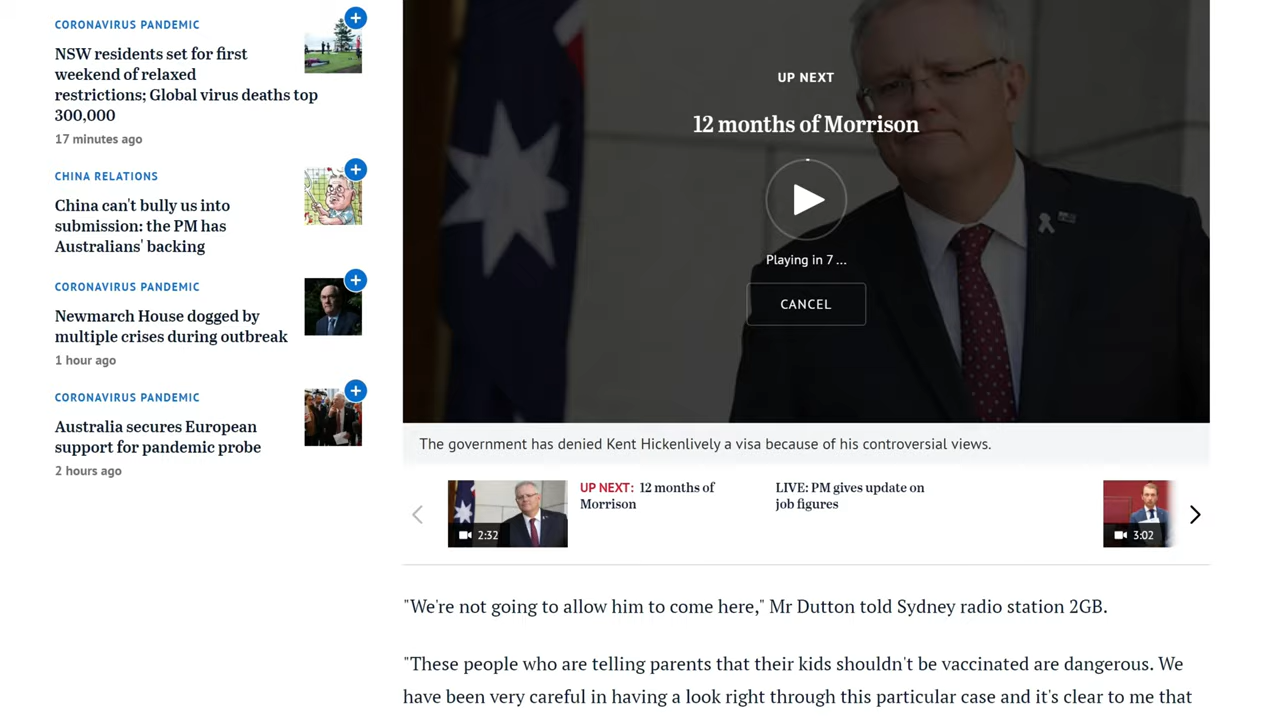 CORONAVIRUS PANDEMIC
NSW residents set for first
weekend of relaxed
restrictions; Global virus deaths top
300,000
17 minutes ago
CHINA RELATIONS
China can't bully us into
submission: the PM has
Australians' backing
CORONAVIRUS PANDEMIC
Newmarch House dogged by
multiple crises during outbreak
1 hour ago
CORONAVIRUS PANDEMIC
Australia secures European
support for pandemic probe
2 hours ago
UP NEXT
12 months of Morrison
Playing in 7 ...
CANCEL
The government has denied Kent Hickenlively a visa because of his controversial views.
2:32
UP NEXT: 12 months of
Morrison
LIVE: PM gives update on
job figures
3:02
"We're not going to allow him to come here," Mr Dutton told Sydney radio station 2GB.
"These people who are telling parents that their kids shouldn't be vaccinated are dangerous. We
have been very careful in having a look right through this particular case and it's clear to me that